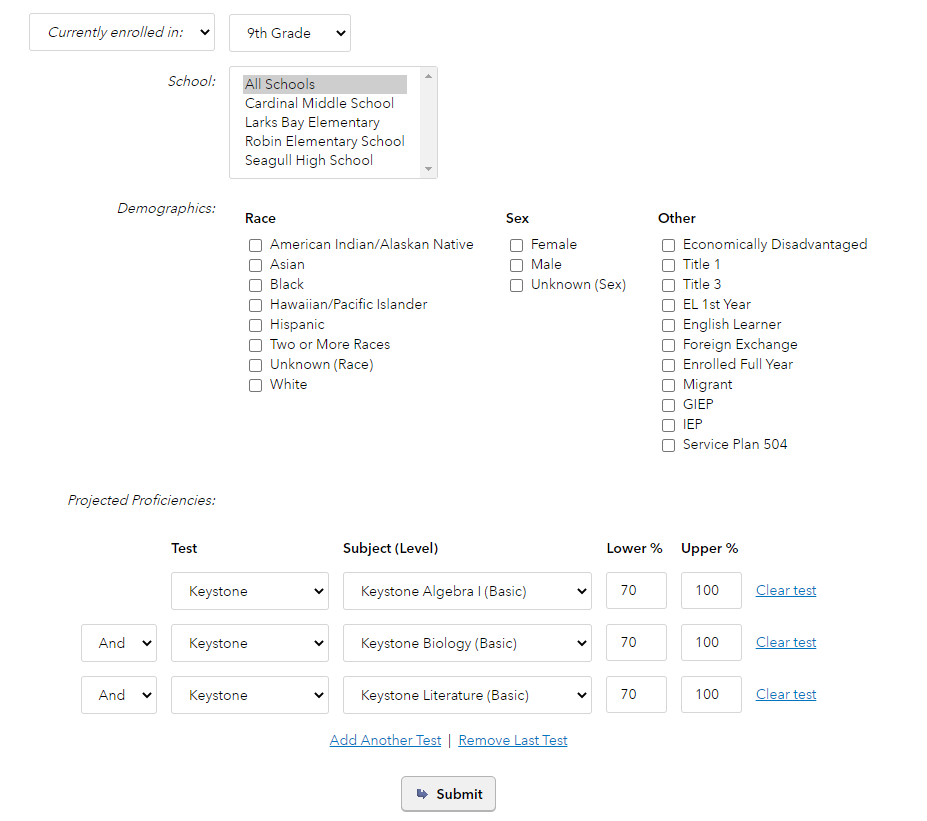 Currently enrolled in: 9th Grade
School:
All Schools
Cardinal Middle School
Larks Bay Elementary
Robin Elementary School
Seagull High School
Demographics:
Race Sex Other
American Indian/Alaskan Native Female Economically Disadvantaged
Asian Male Title 1
Black Unknown (Sex) Title 3
Hawaiian/Pacific Islander EL 1st Year
Hispanic English Learner
Two or More Races Foreign Exchange
Unknown (Race) Enrolled Full Year
White Migrant
GIEP
IEP
Service Plan 504
Projected Proficiencies:
Test Subject (Level) Lower % Upper %
Keystone Keystone Algebra I (Basic) 70 100 Clear test
And Keystone Keystone Biology (Basic) 70 100 Clear test
And Keystone Keystone Literature (Basic) 70 100 Clear test
Add Another Test | Remove Last Test
Submit